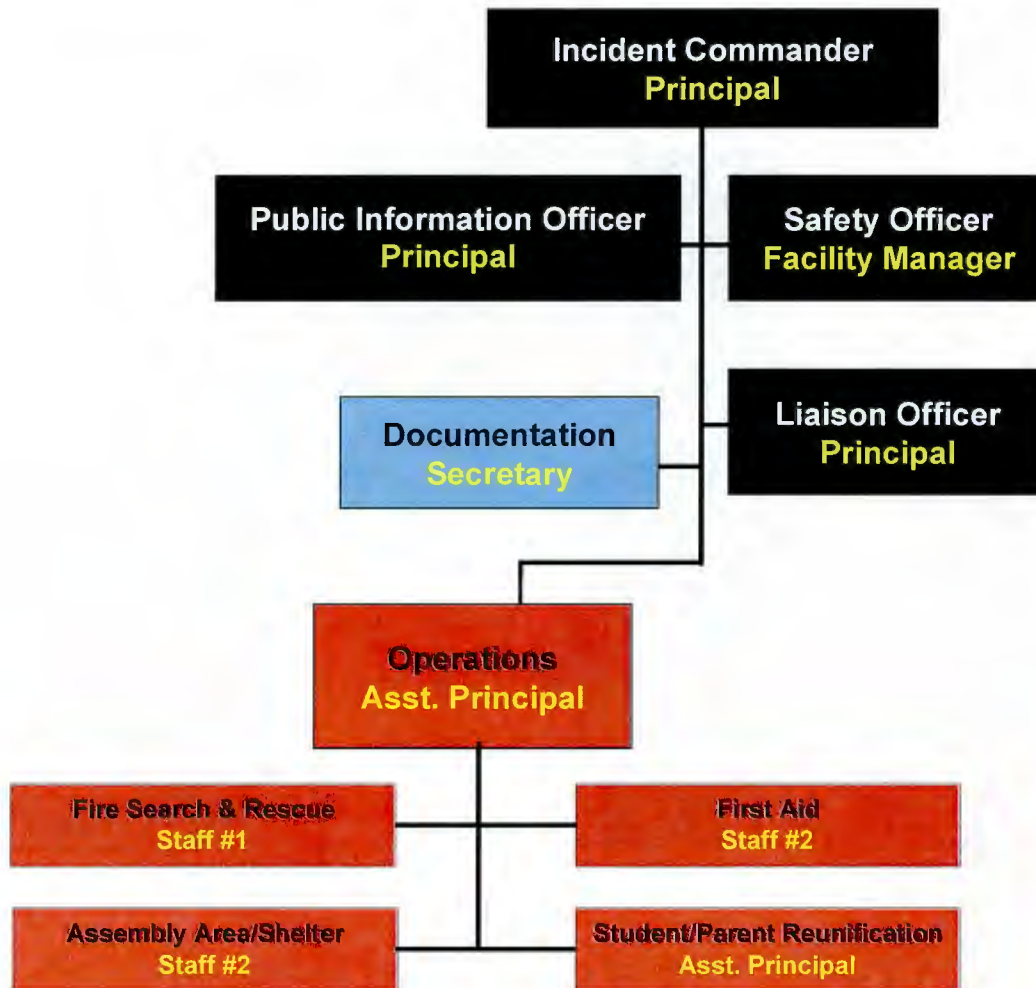 Incident Commander
Principal
Public Information Officer
Principal
Safety Officer
Facility Manager
Liaison Officer
Principal
Documentation
Secretary
Operations
Asst. Principal
Fire Search & Rescue
Staff #1
First Aid
Staff #2
Assembly Area/Shelter
Staff #2
Student/Parent Reunification
Asst. Principal